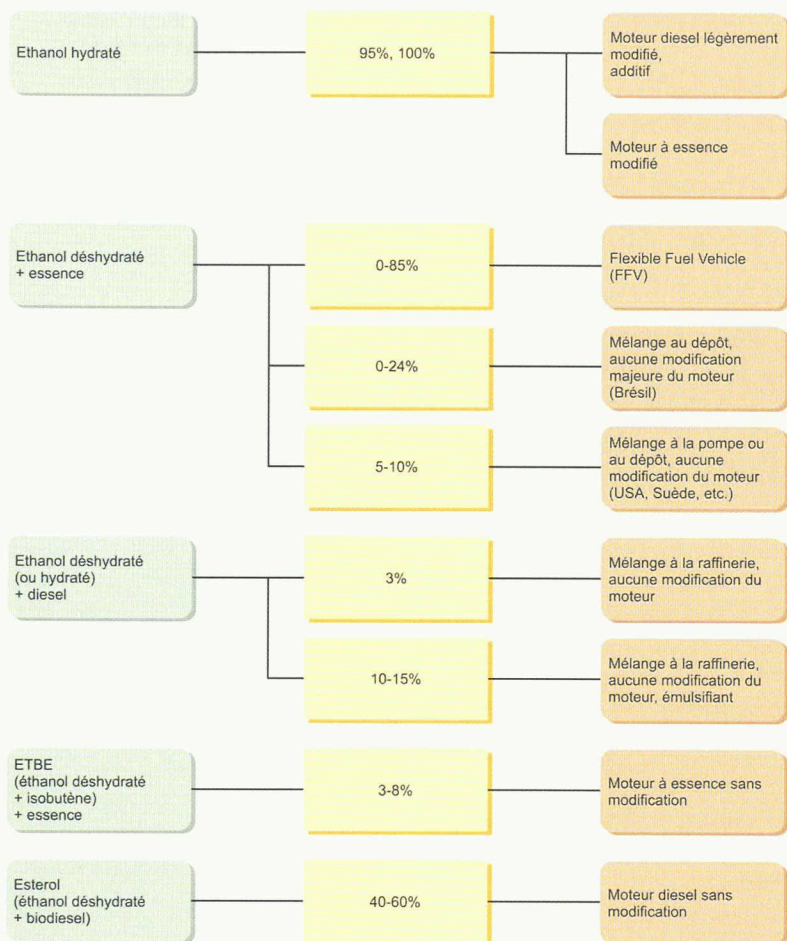 Ethanol hydraté
95%, 100%
Moteur diesel légèrement
modifié,
additif
Moteur à essence
modifié
Ethanol déshydraté
+ essence
0-85%
Flexible Fuel Vehicle
(FFV)
0-24%
Mélange au dépôt,
aucune modification
majeure du moteur
(Brésil)
5-10%
Mélange à la pompe ou
au dépôt, aucune
modification du moteur
(USA, Suède, etc.)
Ethanol déshydraté
(ou hydraté)
+ diesel
3%
Mélange à la raffinerie,
aucune modification du
moteur
10-15%
Mélange à la raffinerie,
aucune modification du
moteur, émulsifiant
ETBE
(éthanol déshydraté
+ isobutène)
+ essence
3-8%
Moteur à essence sans
modification
Esterol
(éthanol déshydraté
+ biodiesel)
40-60%
Moteur diesel sans
modification